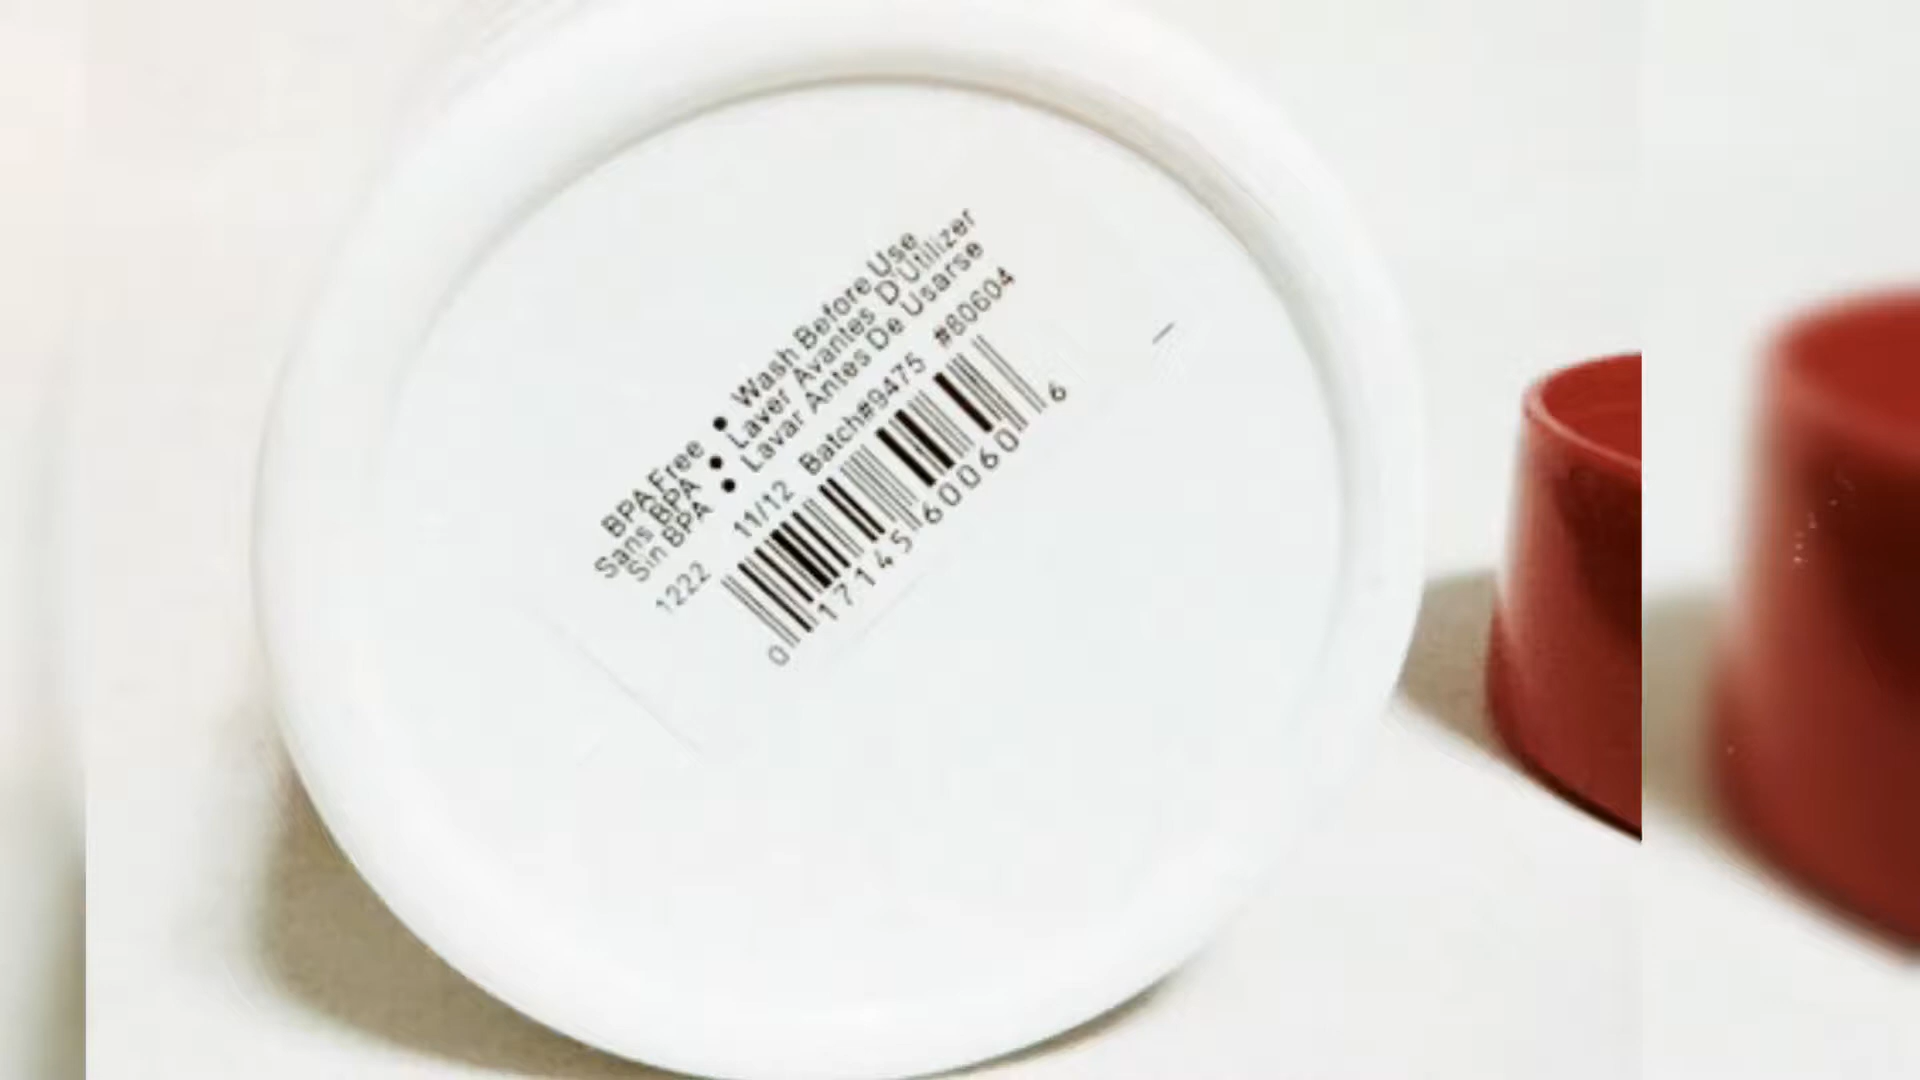 BPA Free • Wash Before Use
Sans BPA • Laver Avantes D'Utilizer
Sin BPA • Lavar Antes De Usarse
1222 11/12 Batch#9475 #80604
0 17145 60060 6